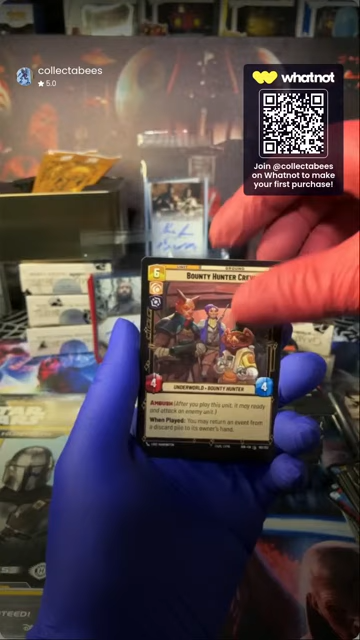 collectabees
★ 5.0
whatnot
Join @collectabees
on Whatnot to make
your first purchase!
6
UNIT
GROUND
BOUNTY HUNTER CREW
4
UNDERWORLD • BOUNTY HUNTER
4
AMBUSH (After you play this unit, it may ready
and attack an enemy unit.)
When Played: You may return an event from
a discard pile to its owner's hand.